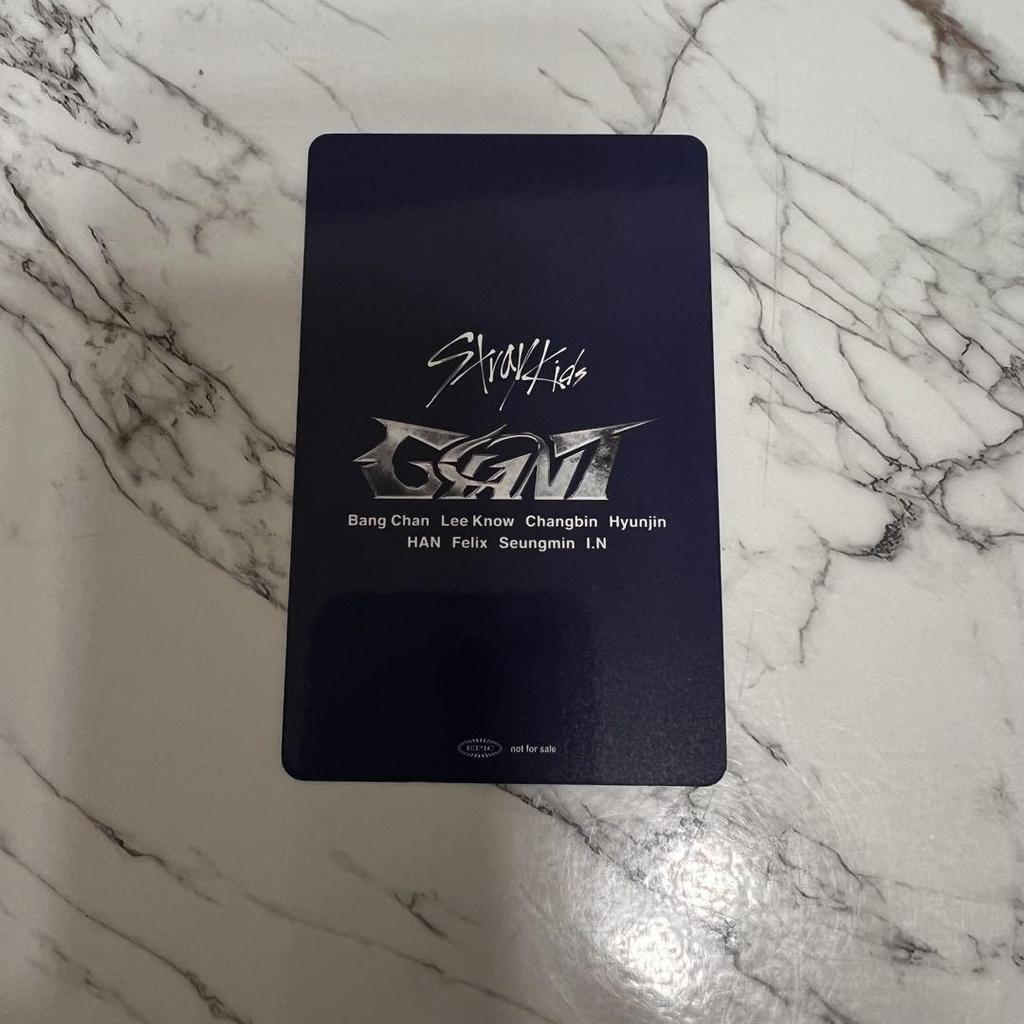 Stray Kids
GIANT
Bang Chan Lee Know Changbin Hyunjin
HAN Felix Seungmin I.N
EPIC not for sale